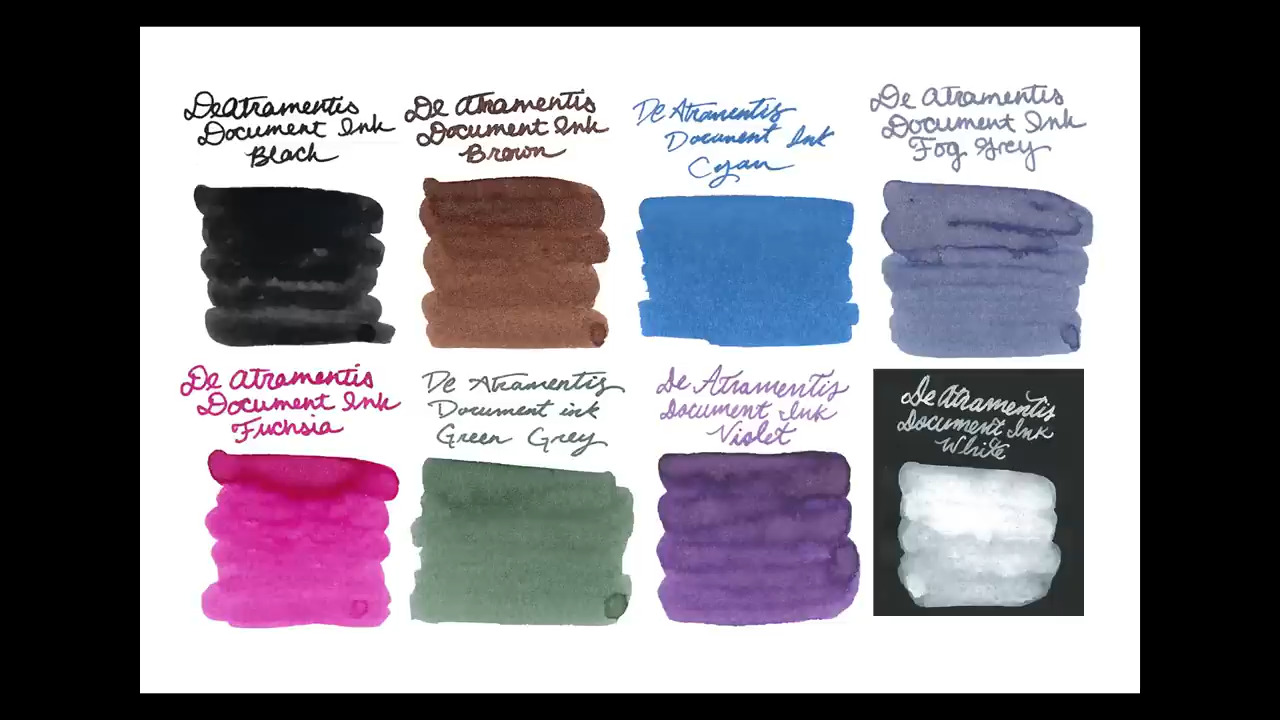 De Atramentis
Document Ink
Black
De Atramentis
Document Ink
Brown
De Atramentis
Document Ink
Cyan
De Atramentis
Document Ink
Fog Grey
De Atramentis
Document Ink
Fuchsia
De Atramentis
Document ink
Green Grey
De Atramentis
Document Ink
Violet
De Atramentis
Document Ink
White